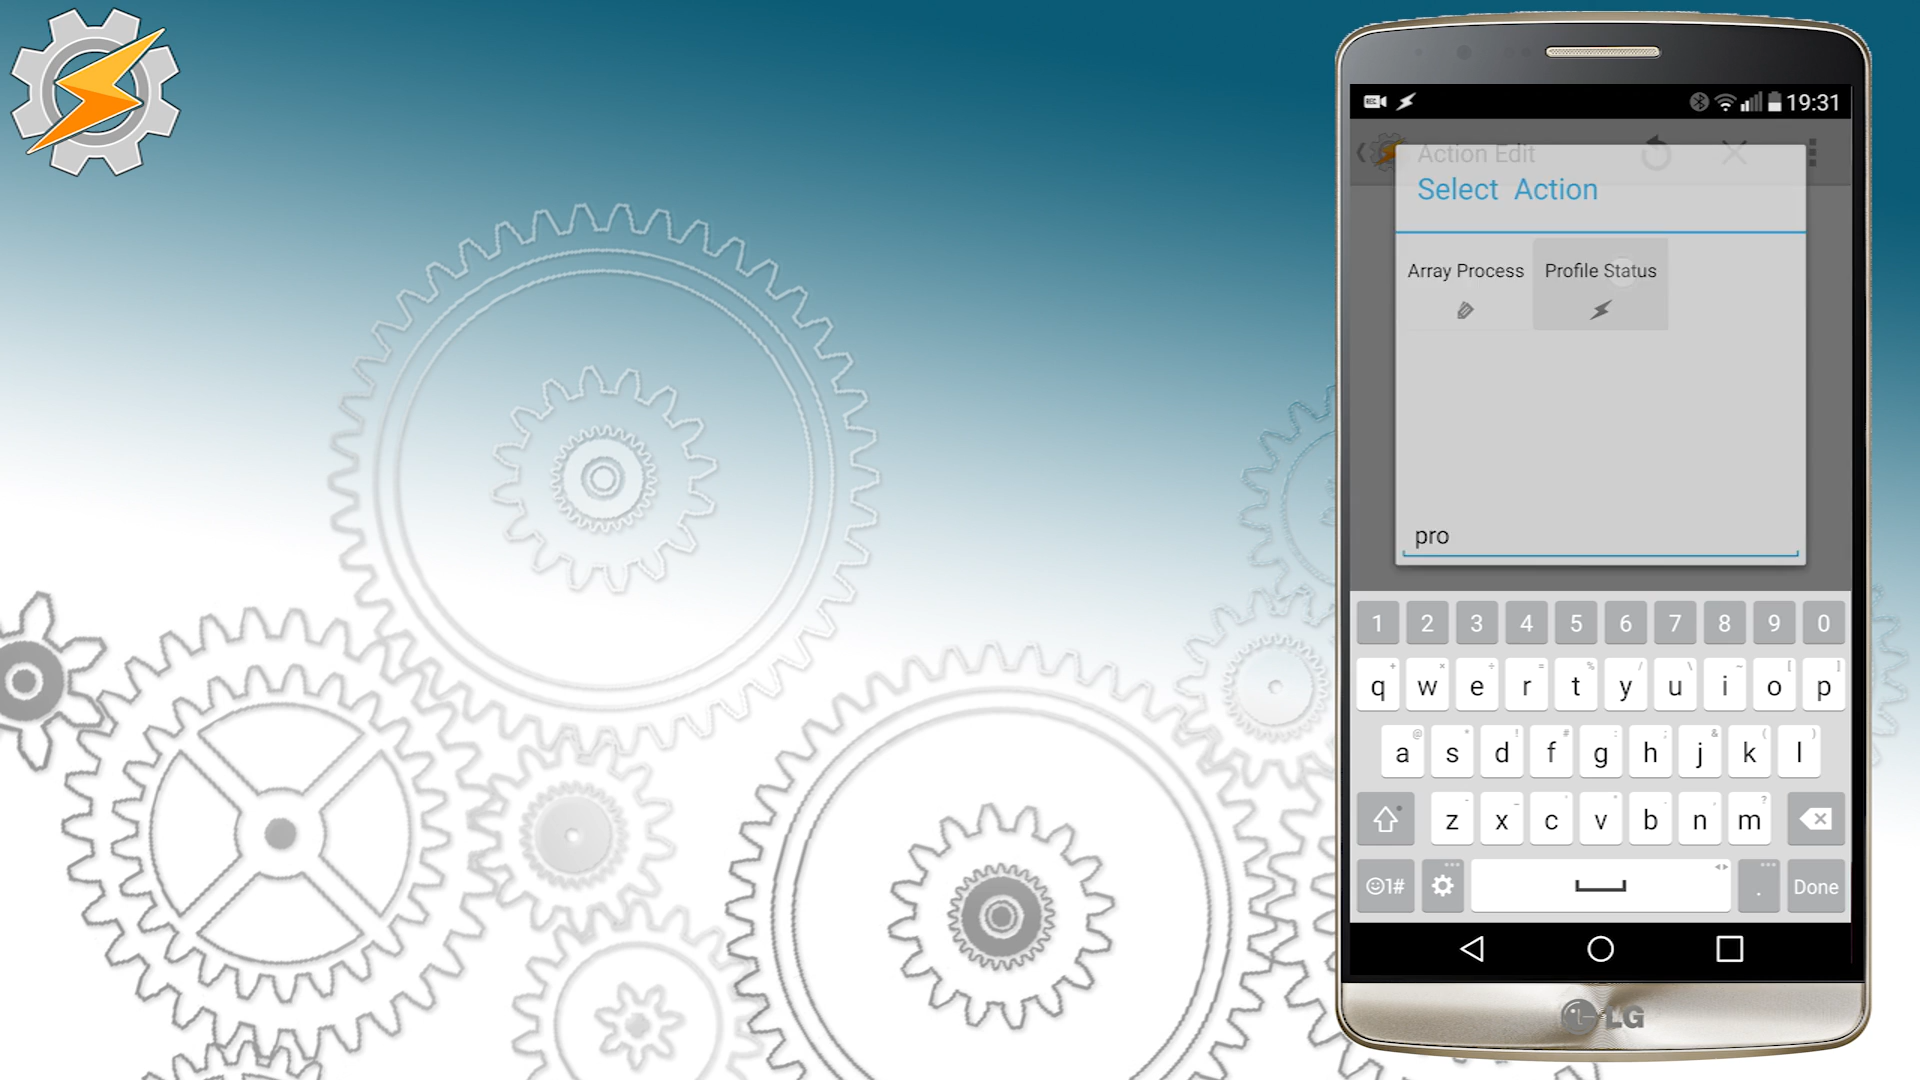 REC
19:31
Action Edit
Select Action
Array Process Profile Status
pro
1 2 3 4 5 6 7 8 9 0
q w e r t y u i o p
a s d f g h j k l
z x c v b n m
1# . Done
LG